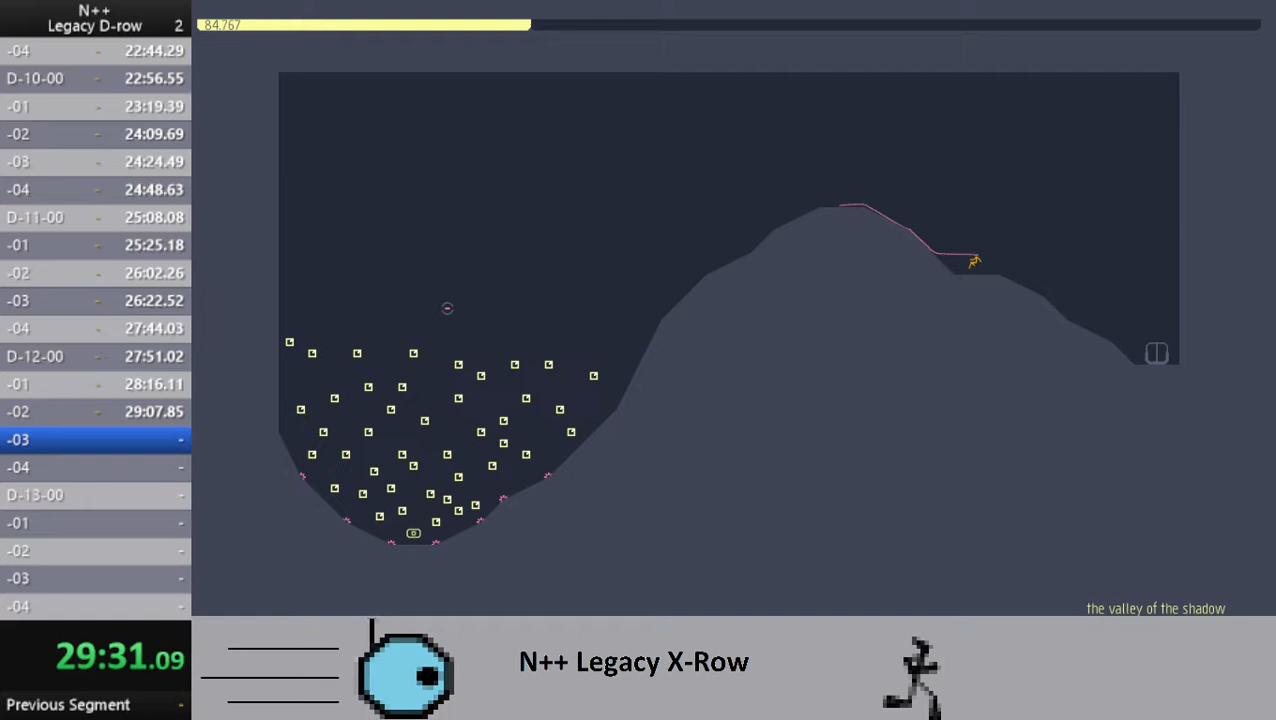 N++
Legacy D-row 2
-04 - 22:44.29
D-10-00 - 22:56.55
-01 - 23:19.39
-02 - 24:09.69
-03 - 24:24.49
-04 - 24:48.63
D-11-00 - 25:08.08
-01 - 25:25.18
-02 - 26:02.26
-03 - 26:22.52
-04 - 27:44.03
D-12-00 - 27:51.02
-01 - 28:16.11
-02 - 29:07.85
-03 -
-04 -
D-13-00 -
-01 -
-02 -
-03 -
-04 -
29:31.09
Previous Segment -
84.767
the valley of the shadow
N++ Legacy X-Row